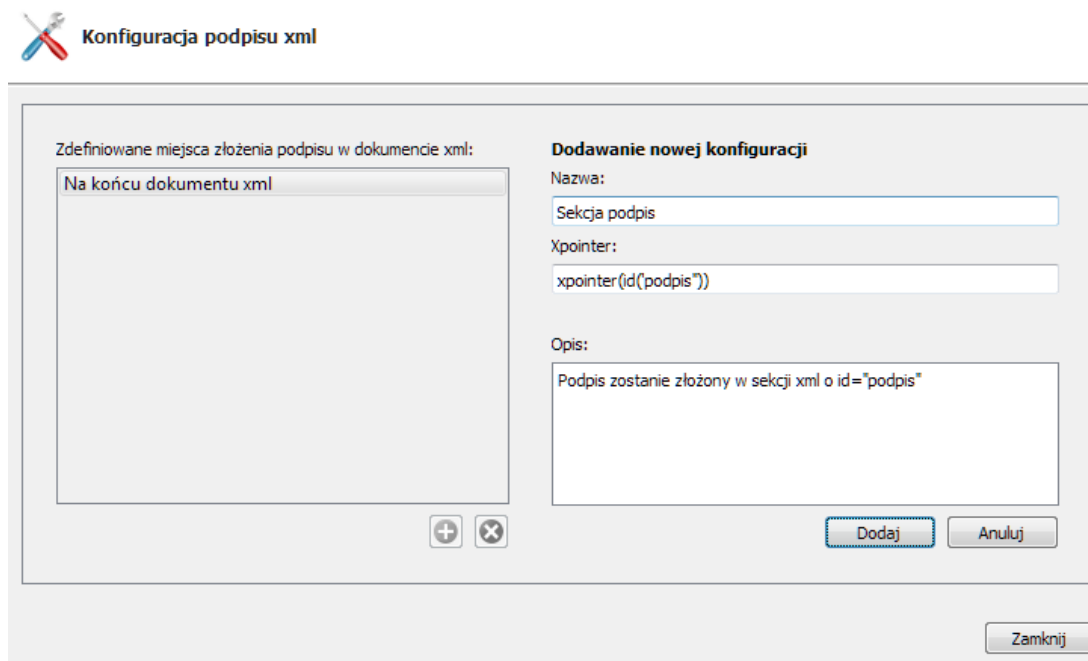 Konfiguracja podpisu xml
Zdefiniowane miejsca złożenia podpisu w dokumencie xml:
Na końcu dokumentu xml
Dodawanie nowej konfiguracji
Nazwa:
Sekcja podpis
Xpointer:
xpointer(id('podpis"))
Opis:
Podpis zostanie złożony w sekcji xml o id="podpis"
Dodaj
Anuluj
Zamknij